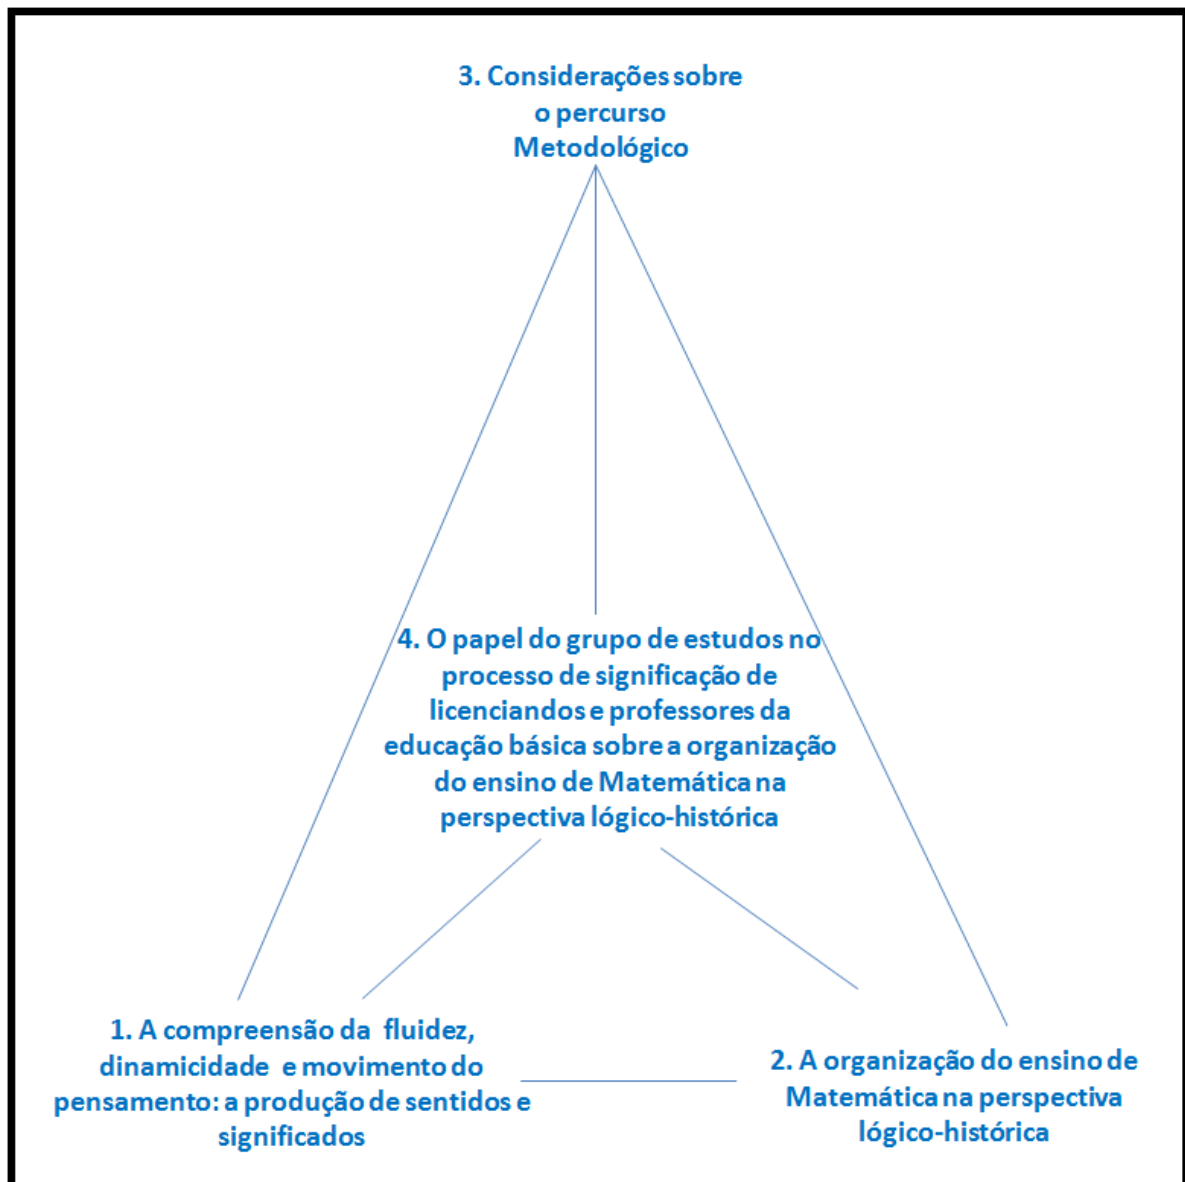 3. Considerações sobre
o percurso
Metodológico
4. O papel do grupo de estudos no
processo de significação de
licenciandos e professores da
educação básica sobre a organização
do ensino de Matemática na
perspectiva lógico-histórica
1. A compreensão da fluidez,
dinamicidade e movimento do
pensamento: a produção de sentidos e
significados
2. A organização do ensino de
Matemática na perspectiva
lógico-histórica